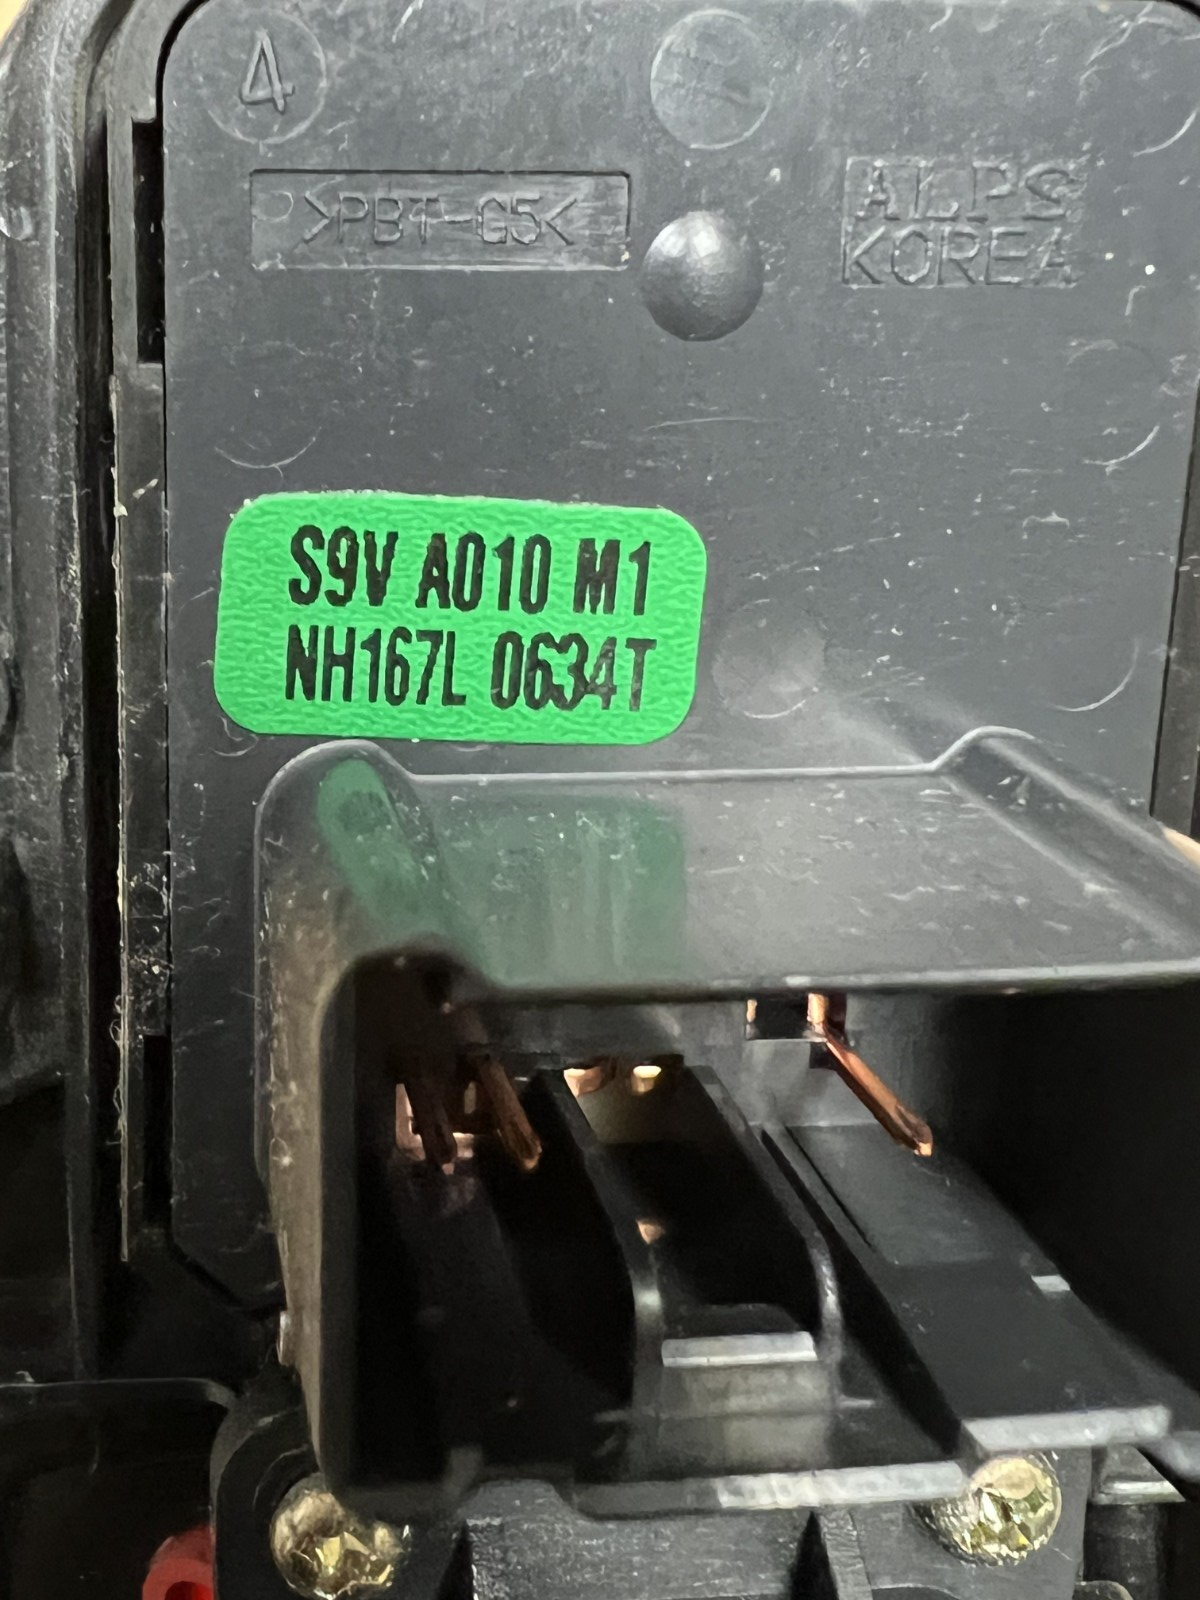 4
>PBT-G5<
ALPS
KOREA
S9V A010 M1
NH167L 0634T